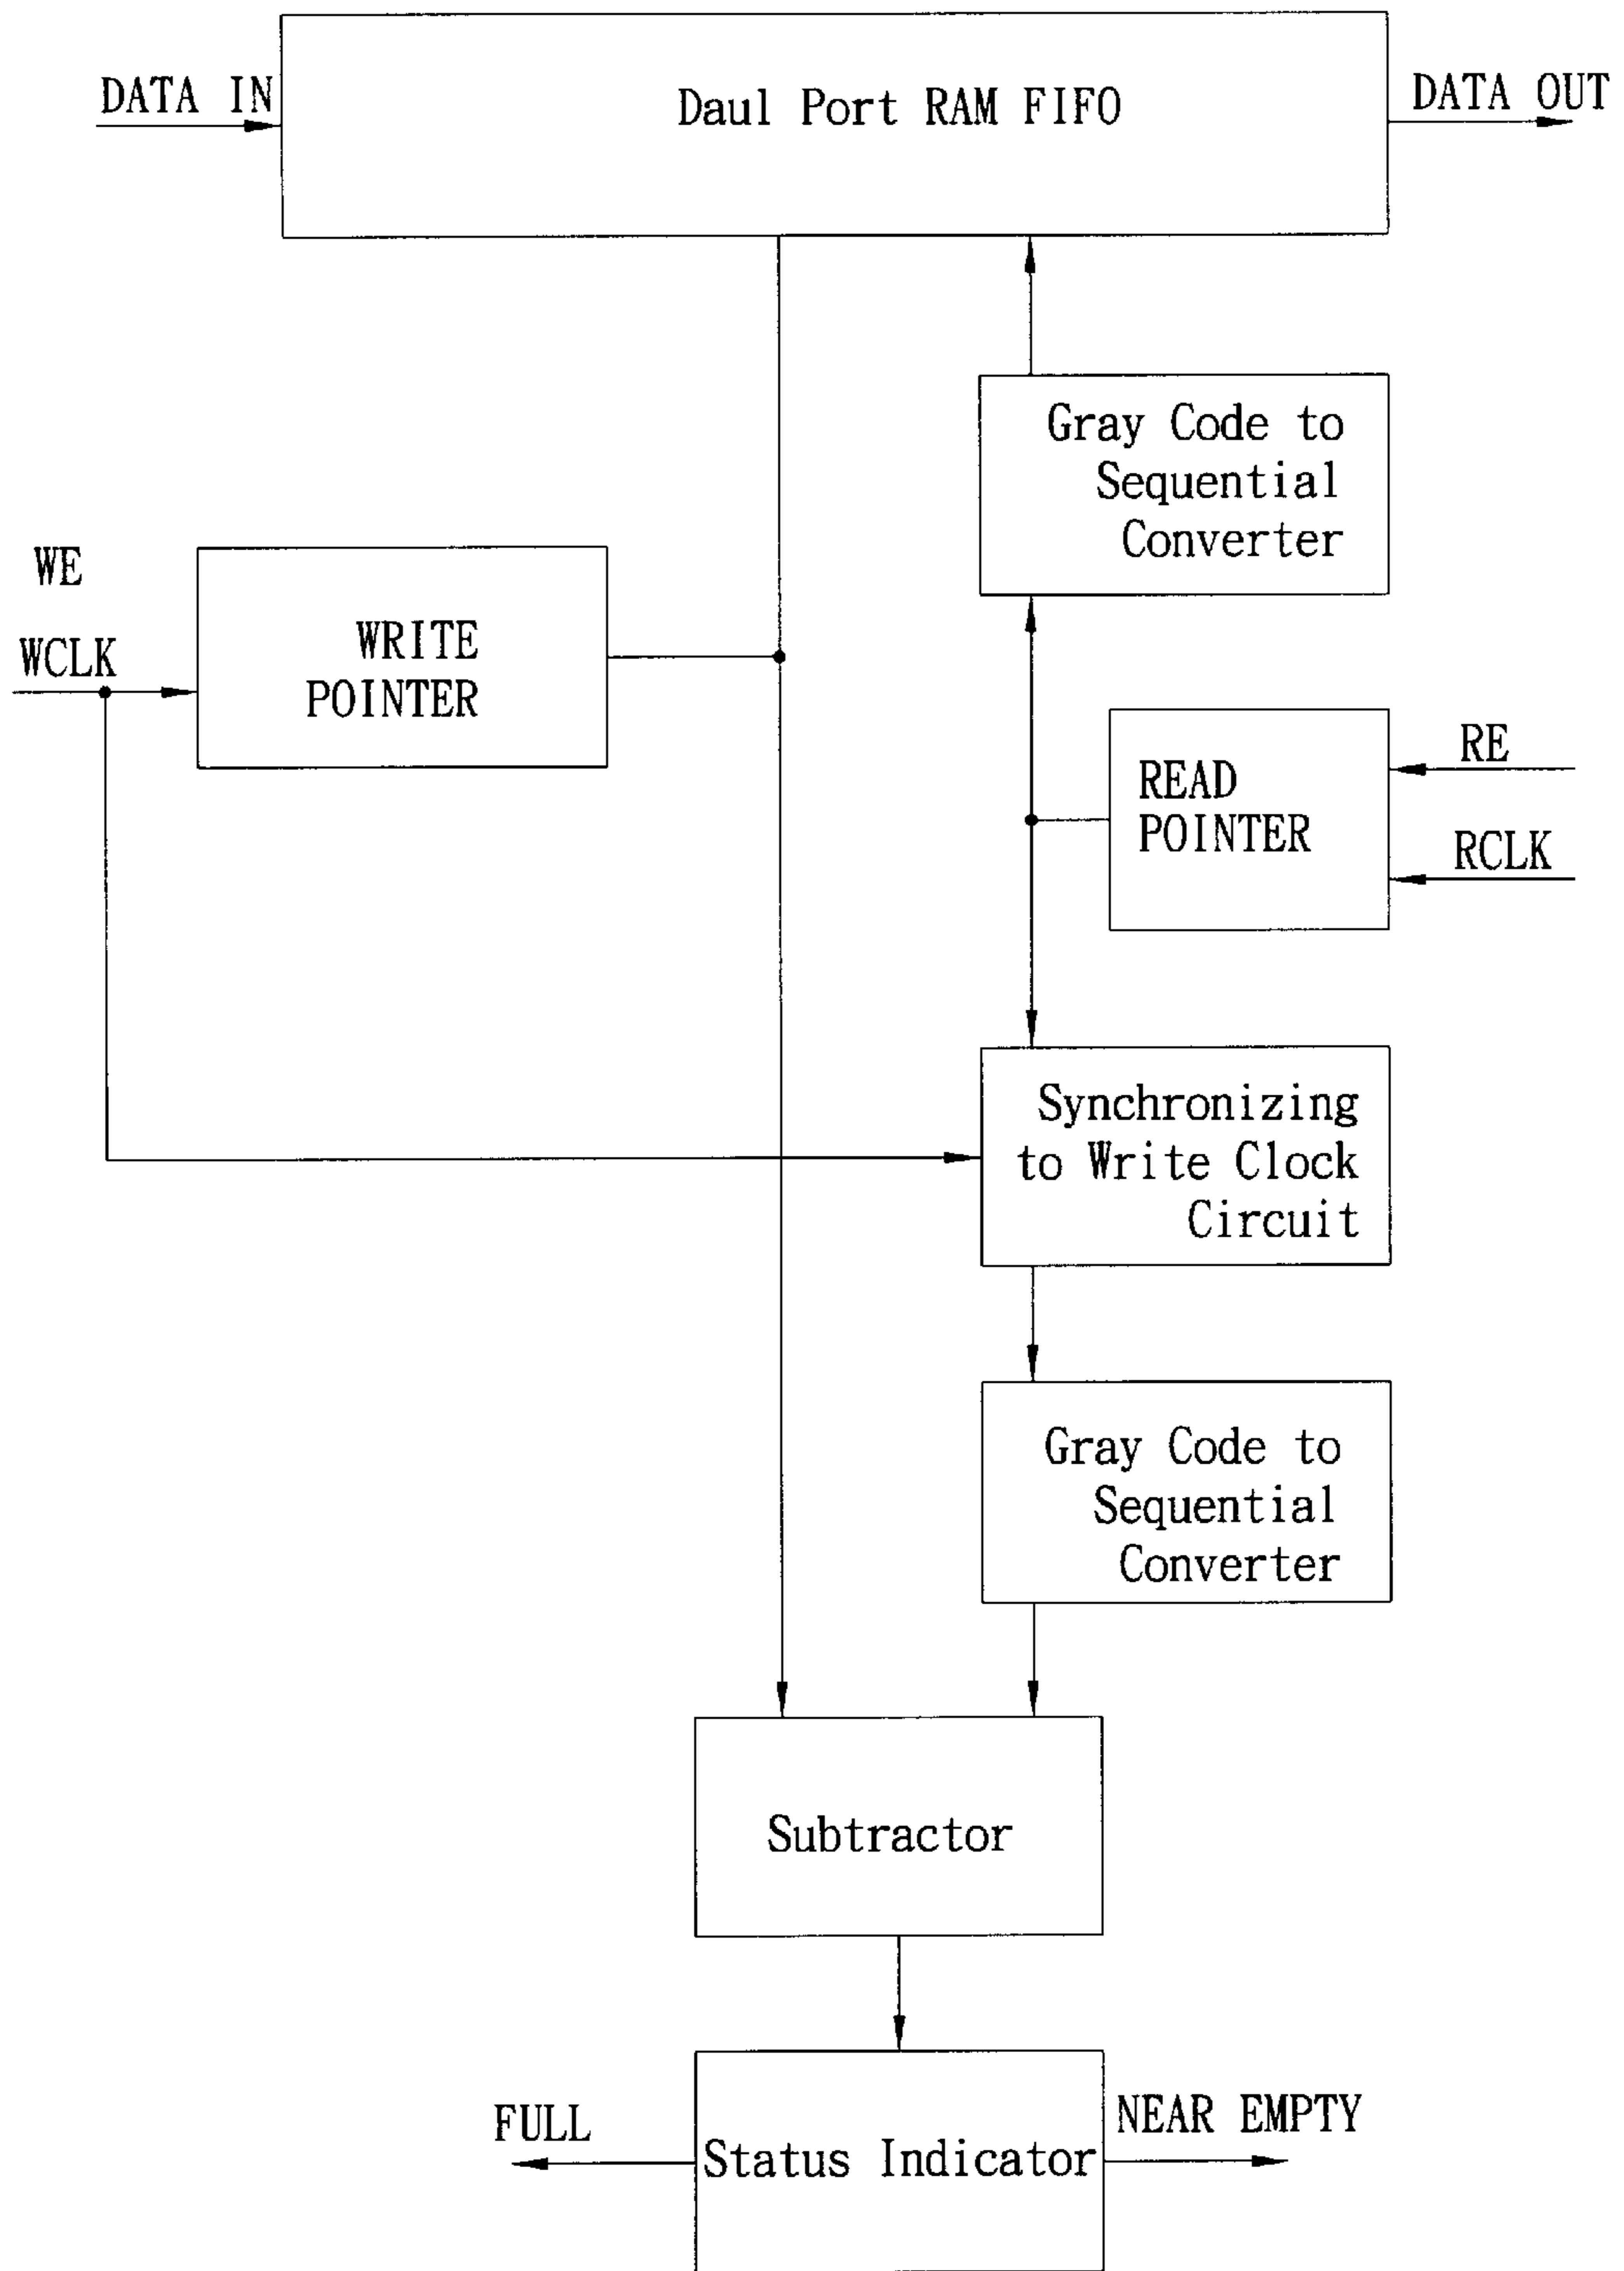 DATA IN
Daul Port RAM FIFO
DATA OUT
Gray Code to
Sequential
Converter
WE
WCLK
WRITE
POINTER
READ
POINTER
RE
RCLK
Synchronizing
to Write Clock
Circuit
Gray Code to
Sequential
Converter
Subtractor
FULL
Status Indicator
NEAR EMPTY